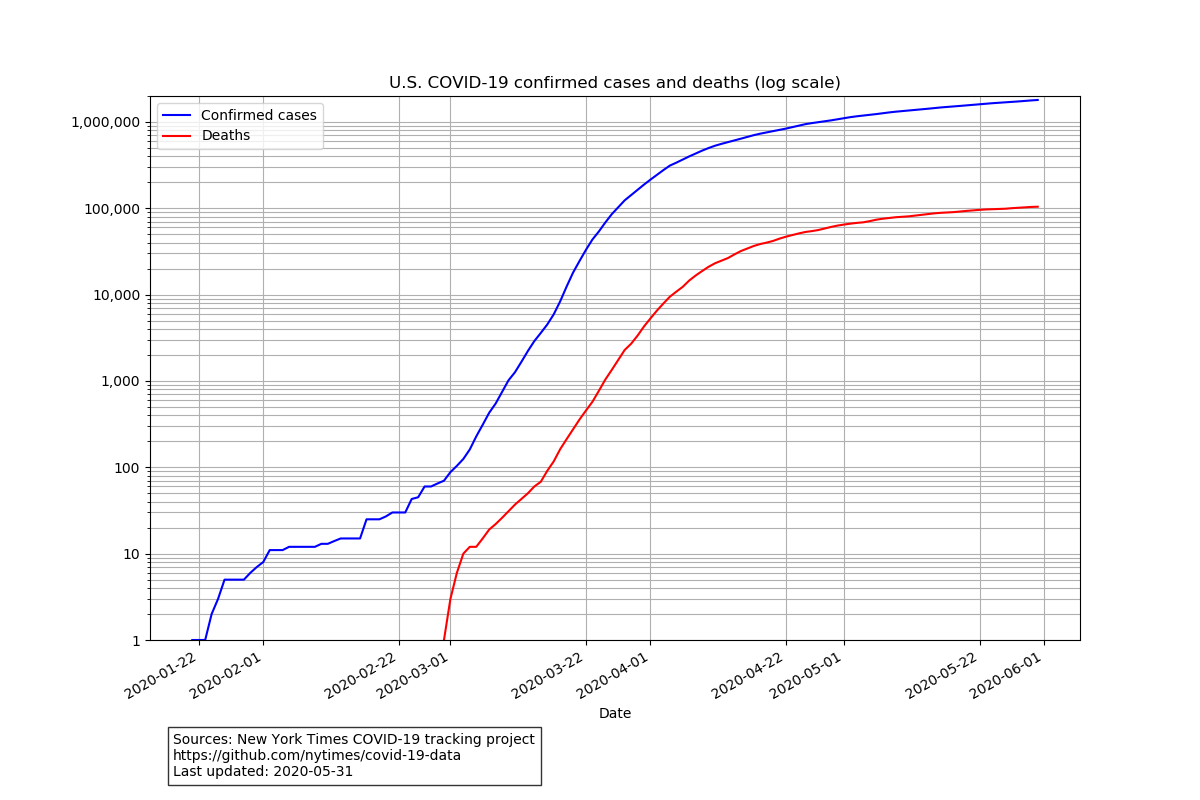 U.S. COVID-19 confirmed cases and deaths (log scale)
Confirmed cases
Deaths
1,000,000
100,000
10,000
1,000
100
10
1
2020-01-22
2020-02-01
2020-02-22
2020-03-01
2020-03-22
2020-04-01
2020-04-22
2020-05-01
2020-05-22
2020-06-01
Date
Sources: New York Times COVID-19 tracking project
https://github.com/nytimes/covid-19-data
Last updated: 2020-05-31